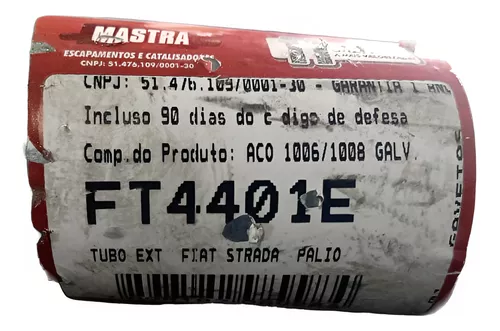 MASTRA
ESCAPAMENTOS E CATALISADORES
CNPJ: 51.476.109/0001-30
CNPJ: 51.476.109/0001-30 - GARANTIA 1 ANO
Incluso 90 dias do c digo de defesa
Comp.do Produto: ACO 1006/1008 GALV.
FT4401E
TUBO EXT FIAT STRADA PALIO